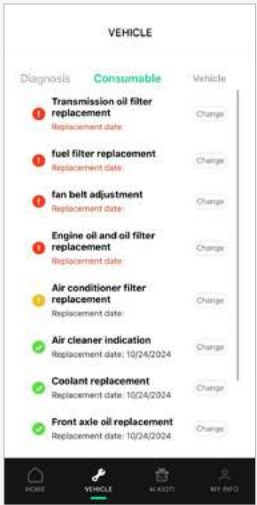 VEHICLE
Diagnosis Consumable Vehicle
Transmission oil filter
replacement
Replacement date:
Change
fuel filter replacement
Replacement date:
Change
fan belt adjustment
Replacement date:
Change
Engine oil and oil filter
replacement
Replacement date:
Change
Air conditioner filter
replacement
Replacement date:
Change
Air cleaner indication
Replacement date: 10/24/2024
Change
Coolant replacement
Replacement date: 10/24/2024
Change
Front axle oil replacement
Replacement date: 10/24/2024
Change
HOME VEHICLE MY INFO